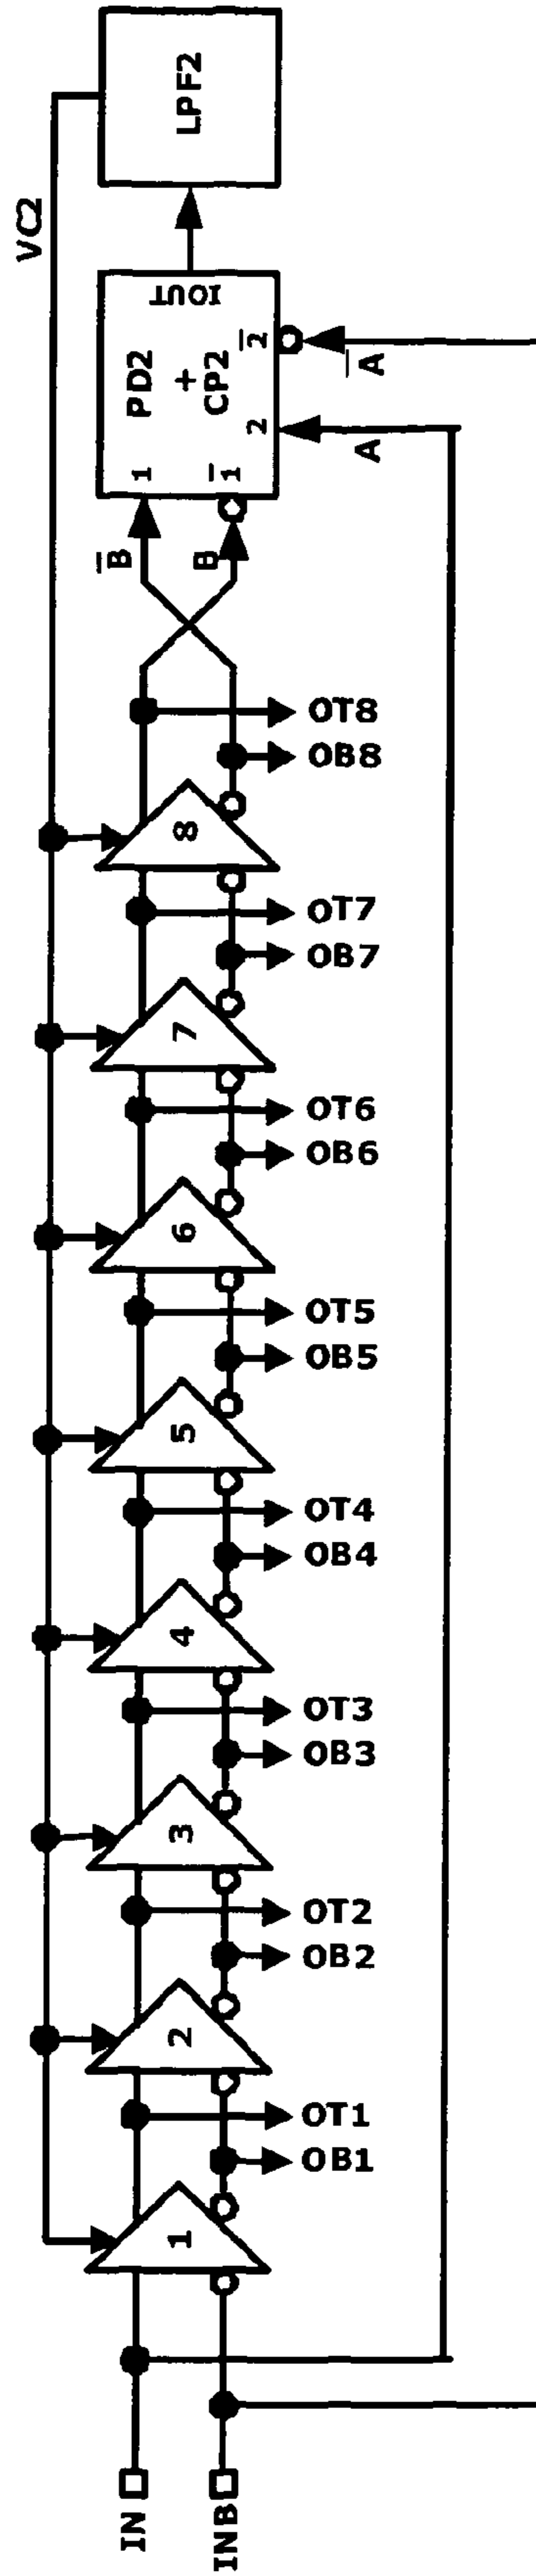 LPF2
VC2
IOUT
PD2
+
CP2
1
1̅
2
2̅
B̅
B
A
A̅
OT8
OB8
8
OT7
OB7
7
OT6
OB6
6
OT5
OB5
5
OT4
OB4
4
OT3
OB3
3
OT2
OB2
2
OT1
OB1
1
IN
INB